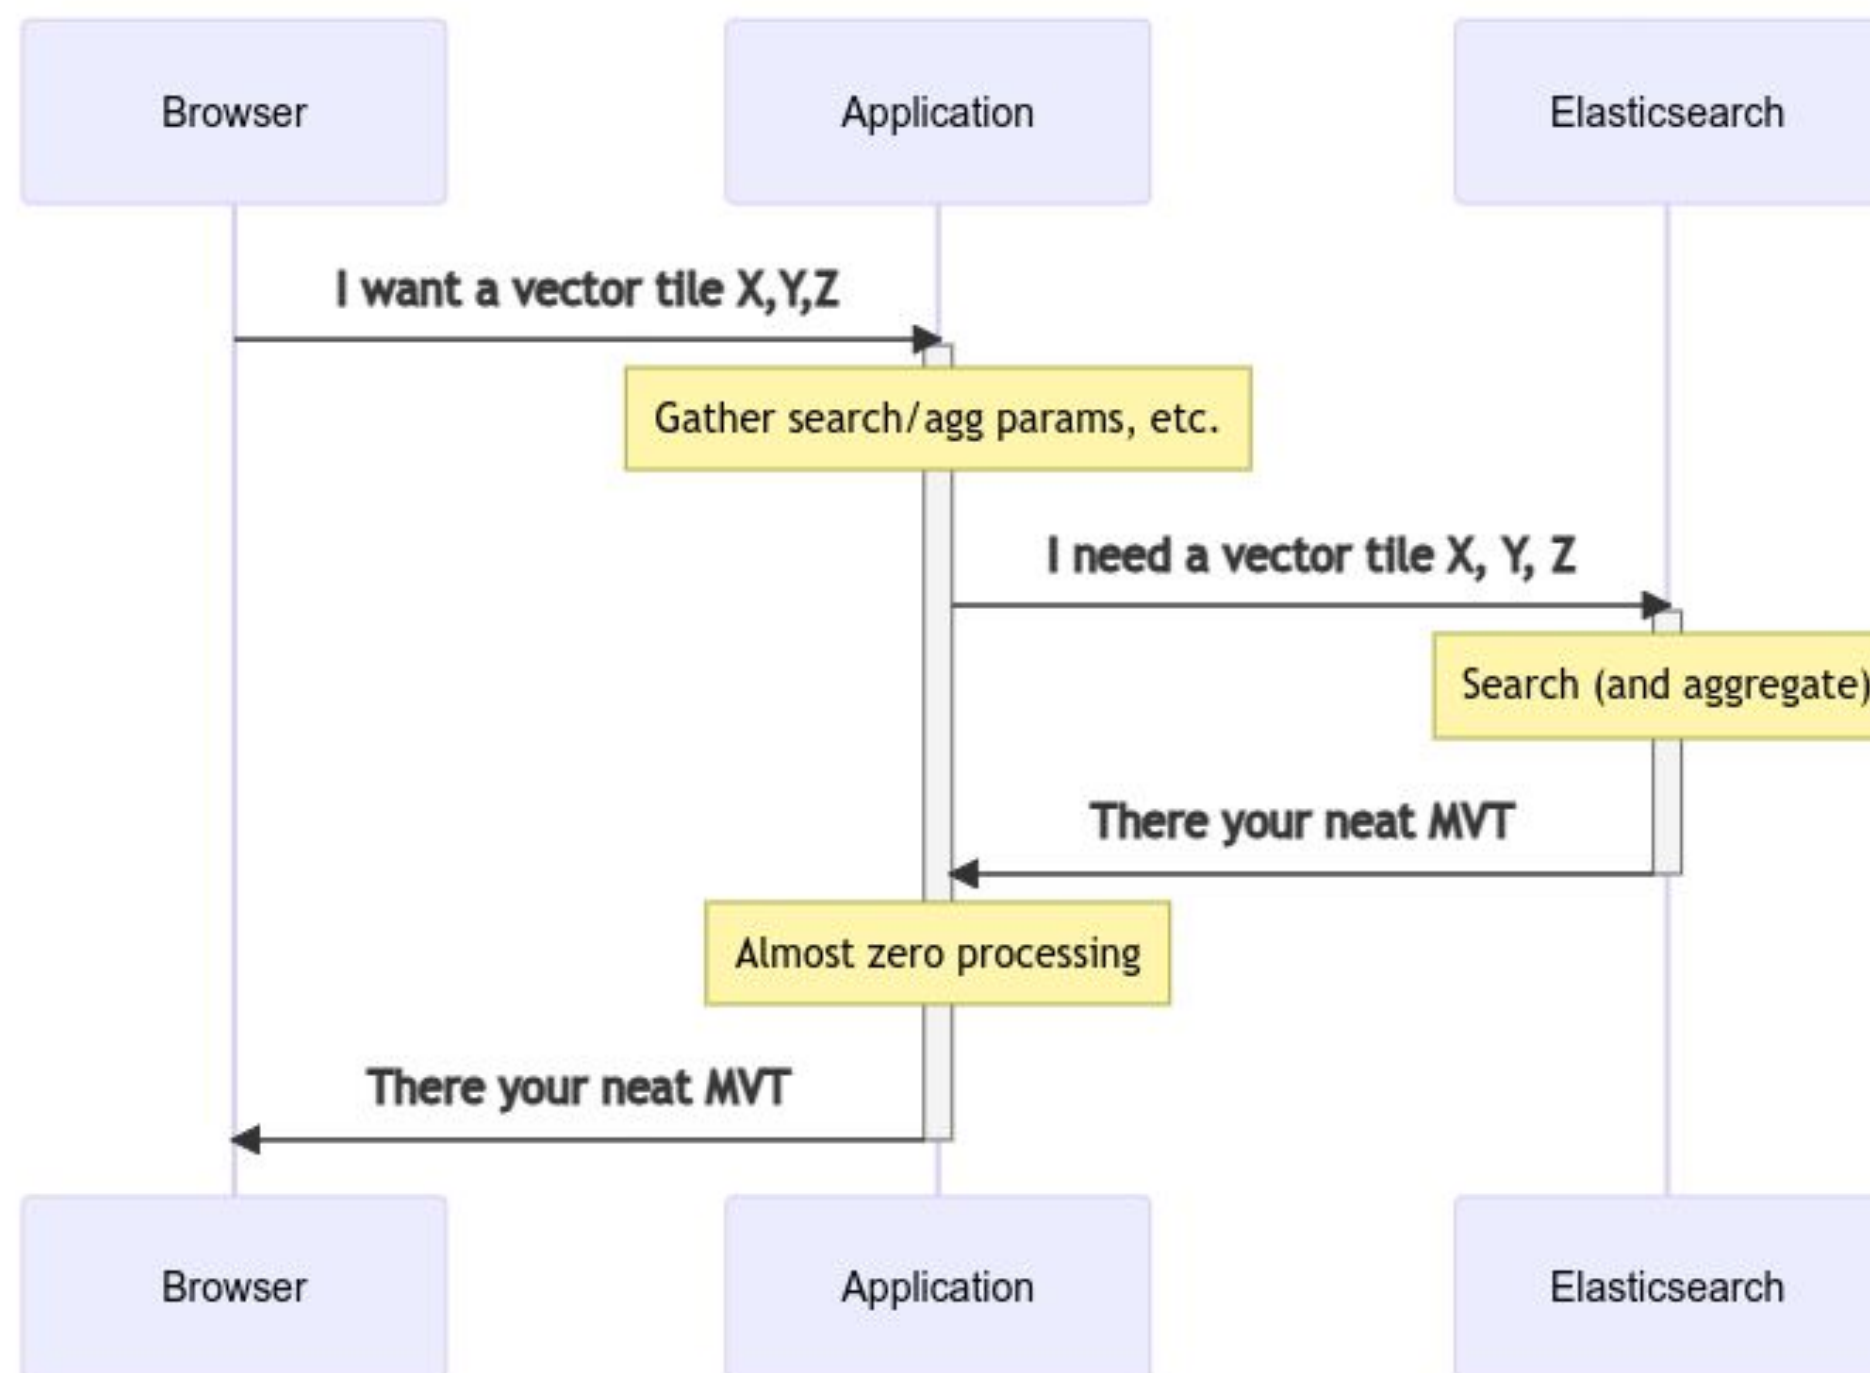 Browser
Application
Elasticsearch
I want a vector tile X,Y,Z
Gather search/agg params, etc.
I need a vector tile X, Y, Z
Search (and aggregate)
There your neat MVT
Almost zero processing
There your neat MVT
Browser
Application
Elasticsearch